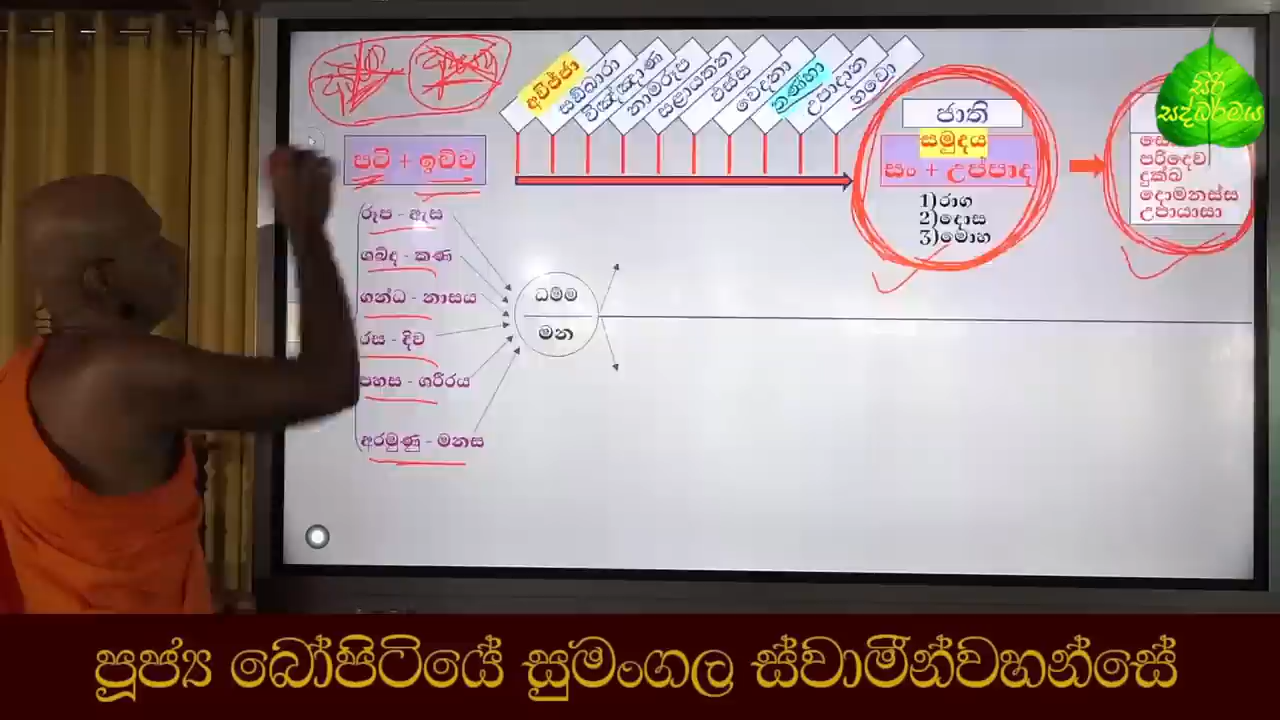 අවිජ්ජා
සඞ්ඛාරා
විඤ්ඤාණ
නාමරූප
සළායතන
ඵස්ස
වේදනා
තණ්හා
උපාදාන
භවො
ජාති
සමුදය
සං + උප්පාද
1)රාග
2)දොස
3)මොහ
පරිදෙව
දුක්ඛ
දොමනස්ස
උපායාසා
සිරි
සද්ධර්මය
පටි + ඉච්ච
රූප - ඇස
ශබ්ද - කණ
ගන්ධ - නාසය
රස - දිව
පහස - ශරීරය
අරමුණු - මනස
ධම්ම
මන
පූජ්‍ය බෝපිටියේ සුමංගල ස්වාමීන්වහන්සේ